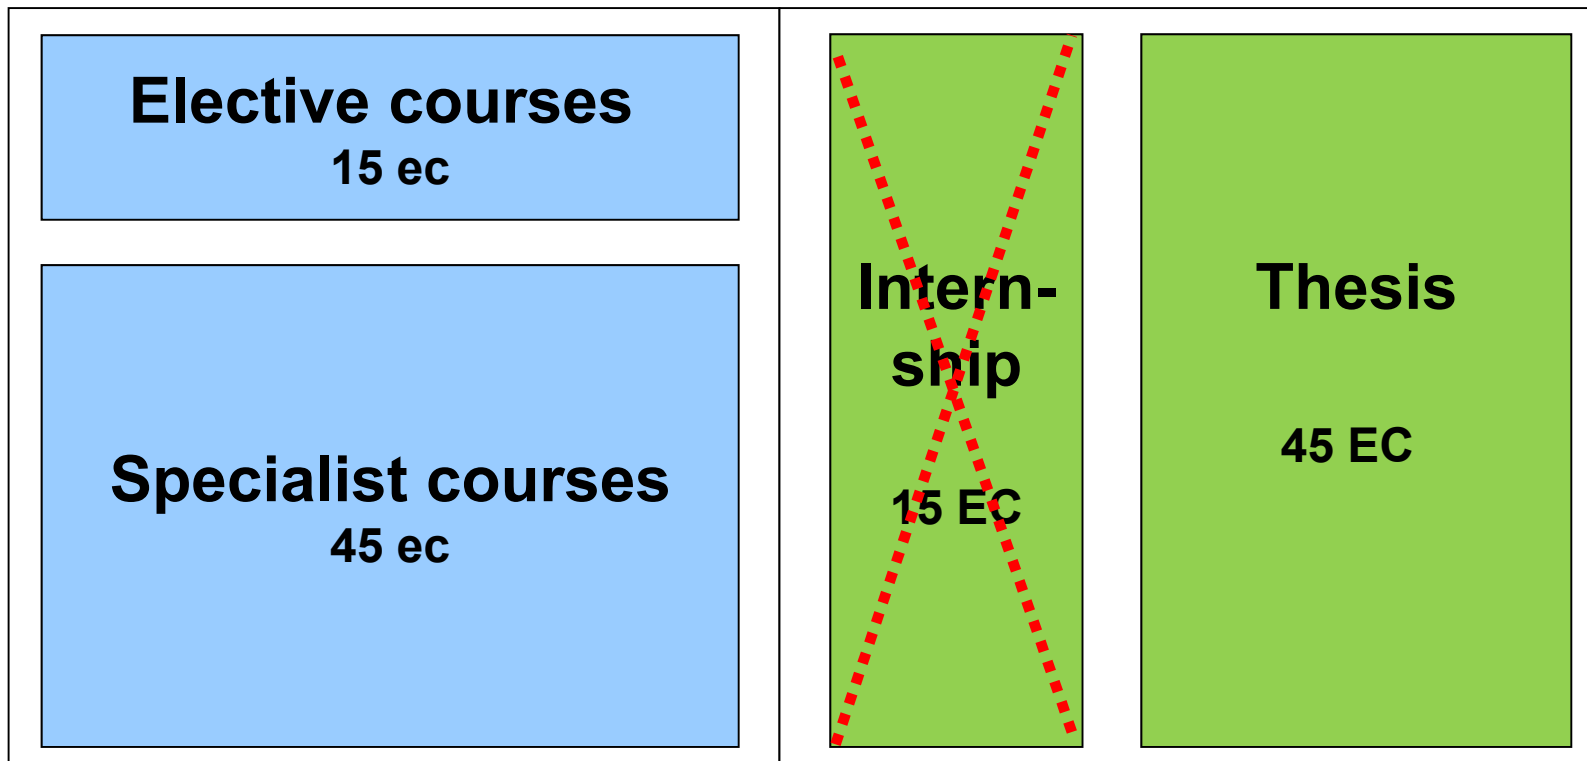 Elective courses
15 ec
Specialist courses
45 ec
Intern-
ship
15 EC
Thesis
45 EC